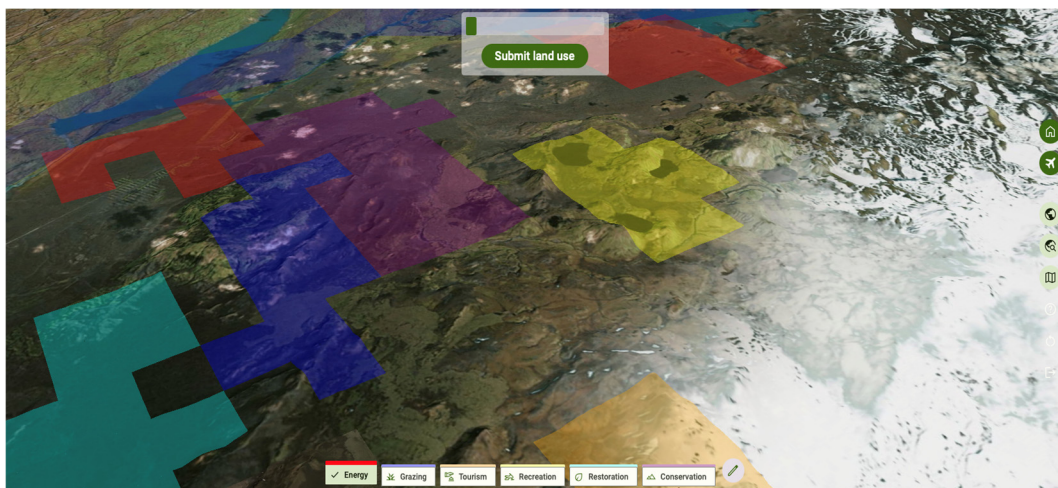 Submit land use
Energy
Grazing
Tourism
Recreation
Restoration
Conservation